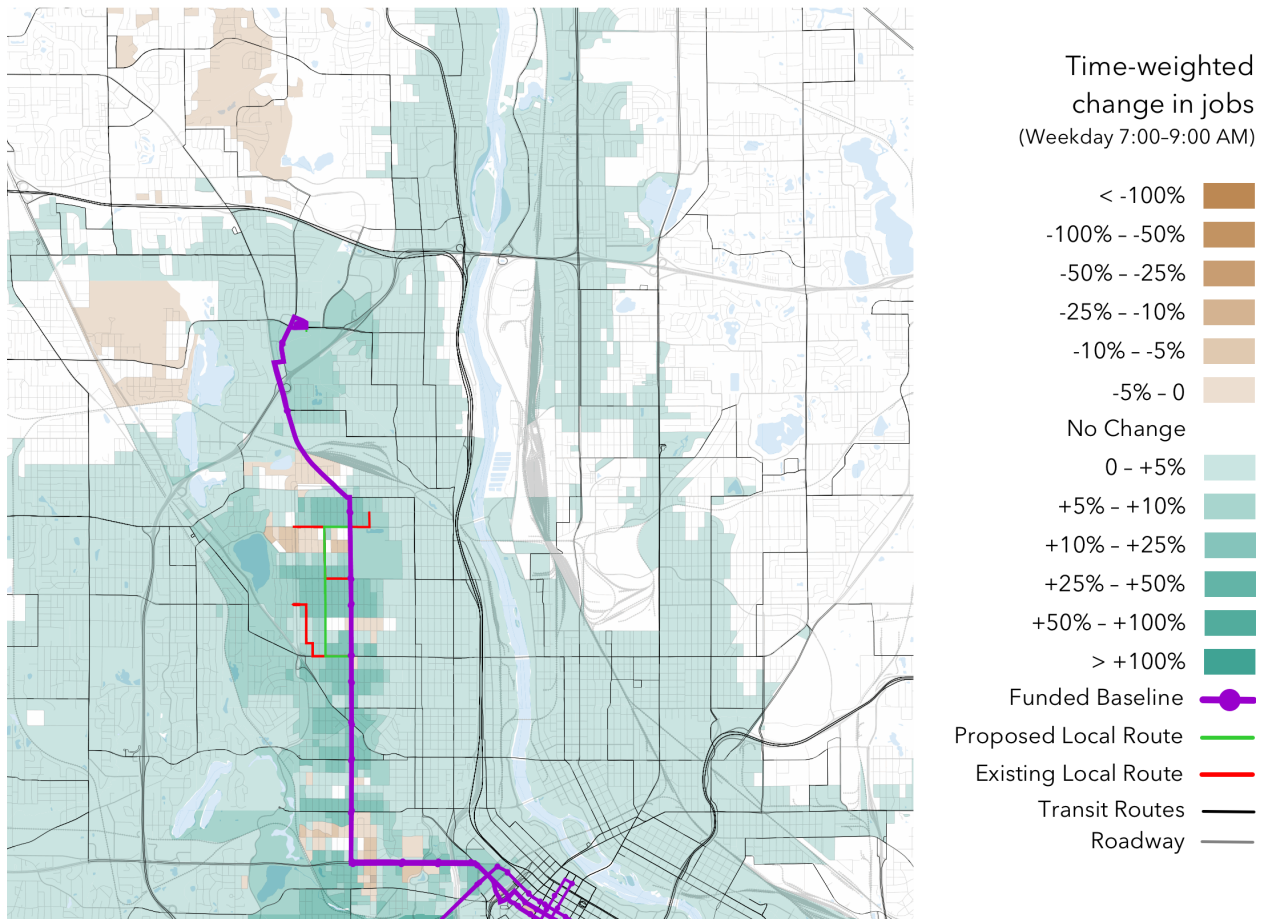 Time-weighted
change in jobs
(Weekday 7:00–9:00 AM)
< -100%
-100% – -50%
-50% – -25%
-25% – -10%
-10% – -5%
-5% – 0
No Change
0 – +5%
+5% – +10%
+10% – +25%
+25% – +50%
+50% – +100%
> +100%
Funded Baseline
Proposed Local Route
Existing Local Route
Transit Routes
Roadway